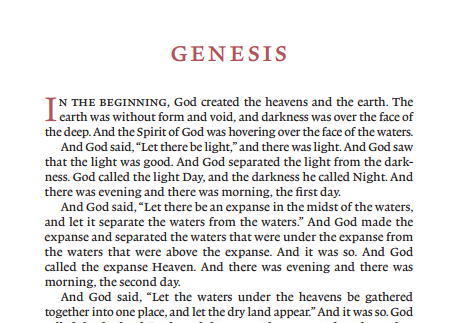 GENESIS
IN THE BEGINNING, God created the heavens and the earth. The
earth was without form and void, and darkness was over the face of
the deep. And the Spirit of God was hovering over the face of the waters.
And God said, “Let there be light,” and there was light. And God saw
that the light was good. And God separated the light from the dark-
ness. God called the light Day, and the darkness he called Night. And
there was evening and there was morning, the first day.
And God said, “Let there be an expanse in the midst of the waters,
and let it separate the waters from the waters.” And God made the
expanse and separated the waters that were under the expanse from
the waters that were above the expanse. And it was so. And God
called the expanse Heaven. And there was evening and there was
morning, the second day.
And God said, “Let the waters under the heavens be gathered
together into one place, and let the dry land appear.” And it was so. God